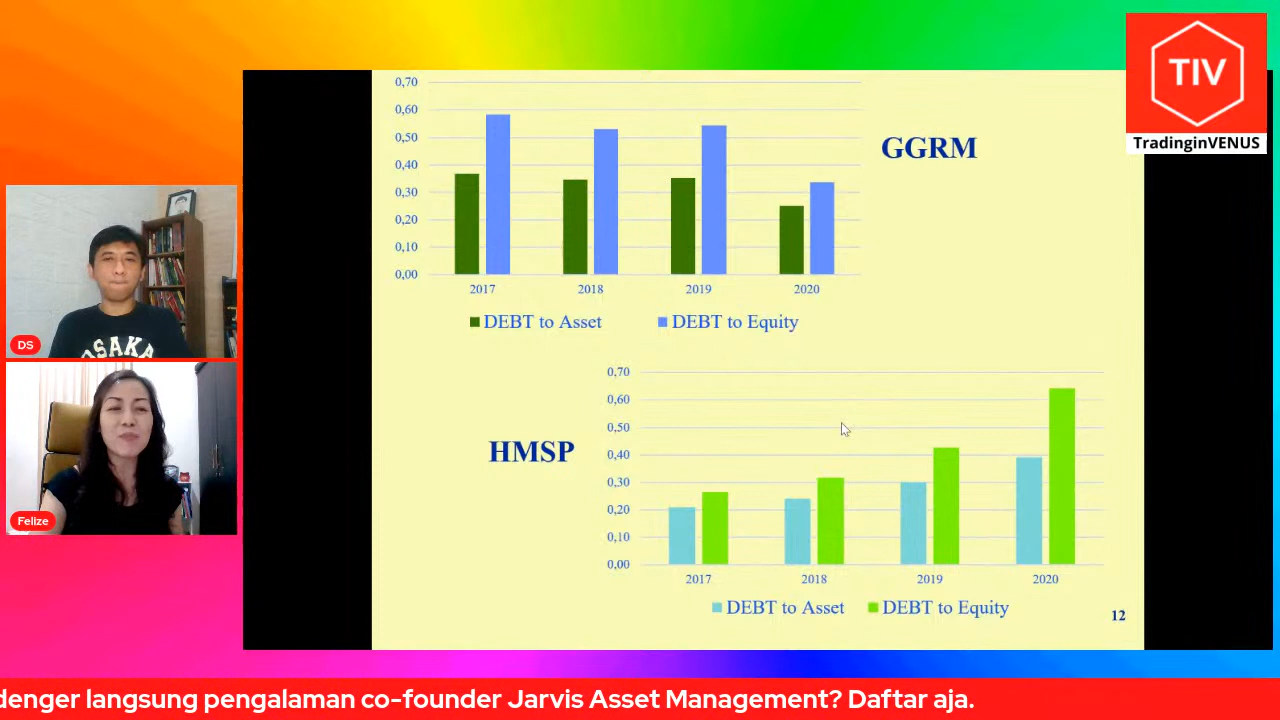 TIV
TradinginVENUS
0,70
0,60
0,50
0,40
0,30
0,20
0,10
0,00
2017 2018 2019 2020
DEBT to Asset DEBT to Equity
GGRM
DS
OSAKA
Felize
HMSP
0,70
0,60
0,50
0,40
0,30
0,20
0,10
0,00
2017 2018 2019 2020
DEBT to Asset DEBT to Equity
12
denger langsung pengalaman co-founder Jarvis Asset Management? Daftar aja.